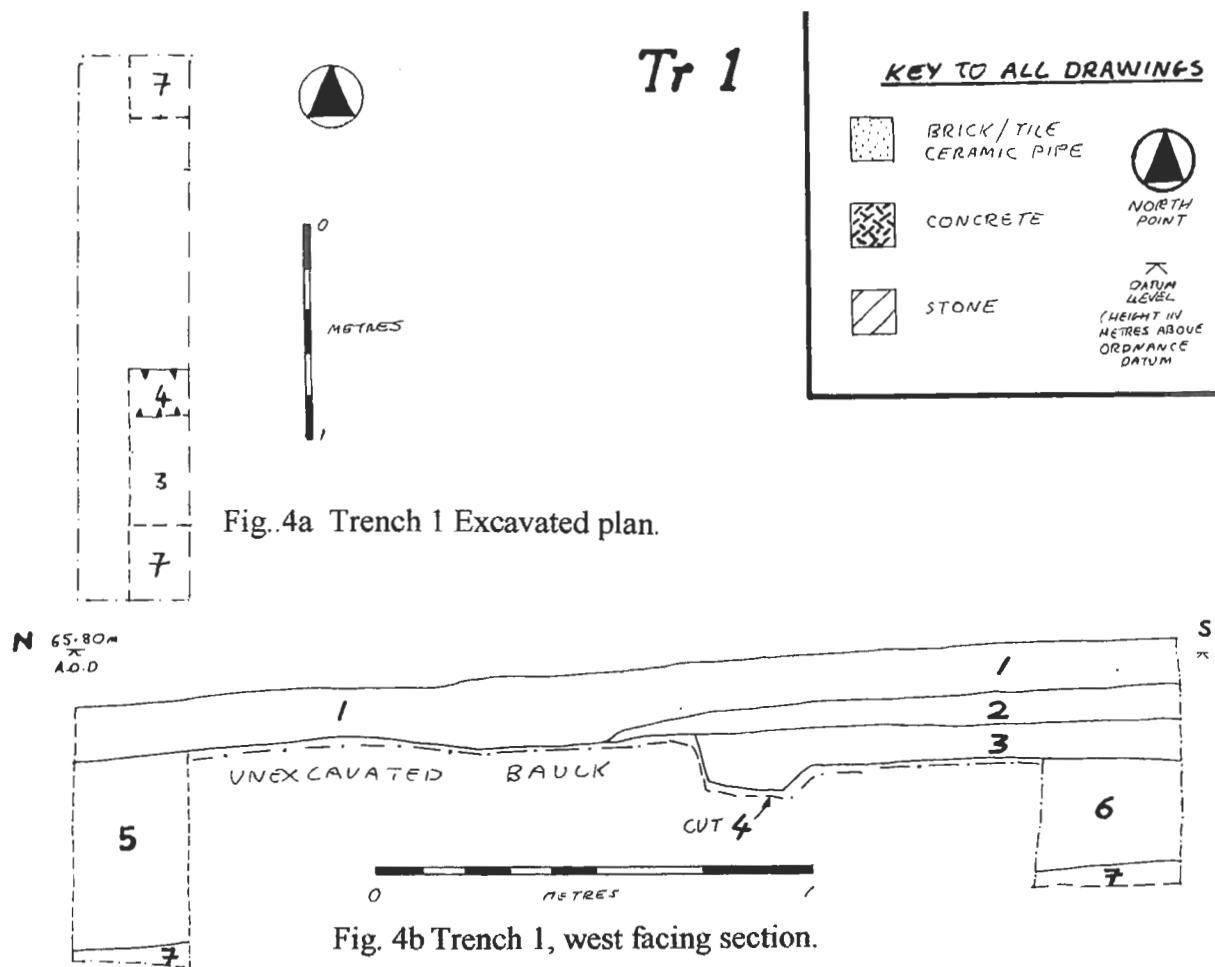 Tr 1
7
4
3
7
0
METRES
1
Fig..4a Trench 1 Excavated plan.
KEY TO ALL DRAWINGS
BRICK/TILE
CERAMIC PIPE
CONCRETE
STONE
NORTH
POINT
DATUM
LEVEL
(HEIGHT IN
METRES ABOVE
ORDNANCE
DATUM
N 65.80m
A.O.D
S
1
1
2
3
UNEXCAVATED BAULK
CUT 4
5
6
7
7
0 METRES 1
Fig. 4b Trench 1, west facing section.